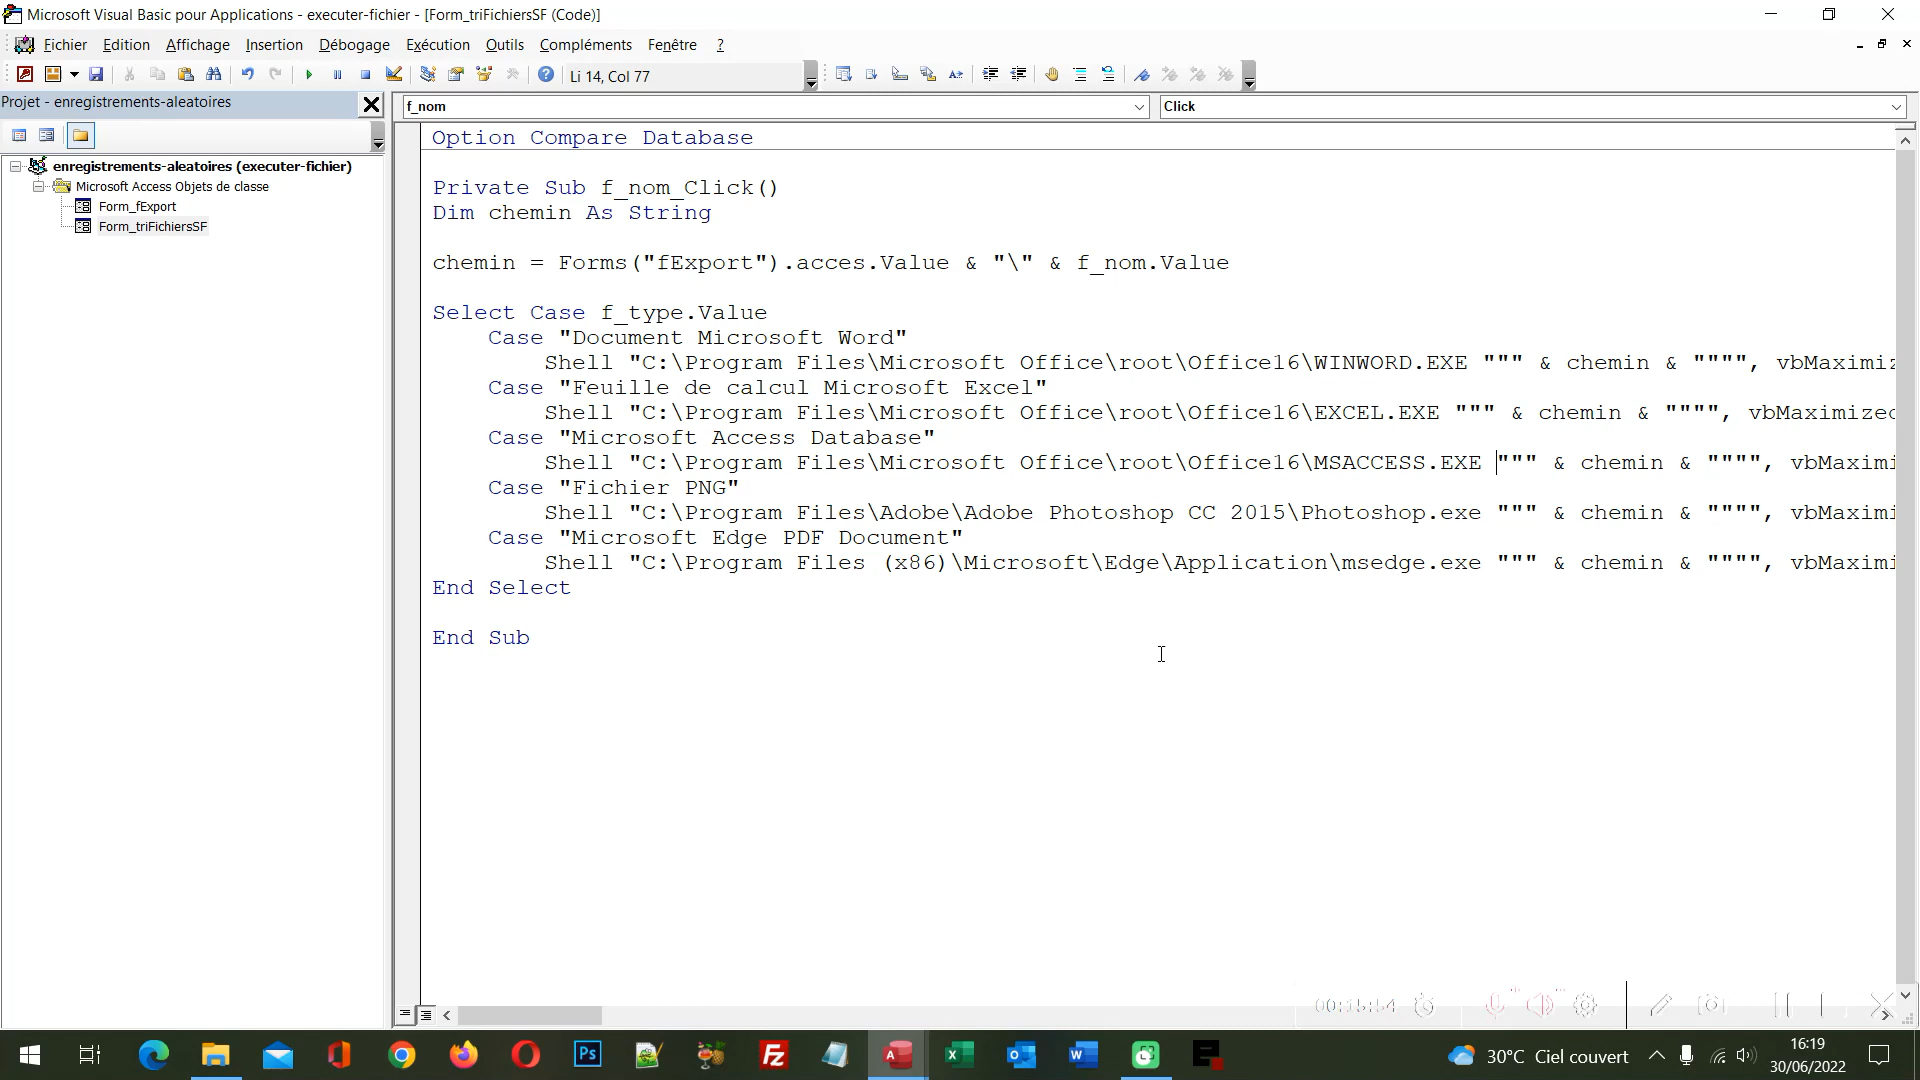 Microsoft Visual Basic pour Applications - executer-fichier - [Form_triFichiersSF (Code)]
Fichier Edition Affichage Insertion Débogage Exécution Outils Compléments Fenêtre ?
Li 14, Col 77
Projet - enregistrements-aleatoires
f_nom
Click
enregistrements-aleatoires (executer-fichier)
Microsoft Access Objets de classe
Form_fExport
Form_triFichiersSF
Option Compare Database
Private Sub f_nom_Click()
Dim chemin As String
chemin = Forms("fExport").acces.Value & "\" & f_nom.Value
Select Case f_type.Value
Case "Document Microsoft Word"
Shell "C:\Program Files\Microsoft Office\root\Office16\WINWORD.EXE """ & chemin & """", vbMaximiz
Case "Feuille de calcul Microsoft Excel"
Shell "C:\Program Files\Microsoft Office\root\Office16\EXCEL.EXE """ & chemin & """", vbMaximized
Case "Microsoft Access Database"
Shell "C:\Program Files\Microsoft Office\root\Office16\MSACCESS.EXE """ & chemin & """", vbMaximi
Case "Fichier PNG"
Shell "C:\Program Files\Adobe\Adobe Photoshop CC 2015\Photoshop.exe """ & chemin & """", vbMaximi
Case "Microsoft Edge PDF Document"
Shell "C:\Program Files (x86)\Microsoft\Edge\Application\msedge.exe """ & chemin & """", vbMaximi
End Select
End Sub
00:15:54
30°C Ciel couvert
16:19
30/06/2022